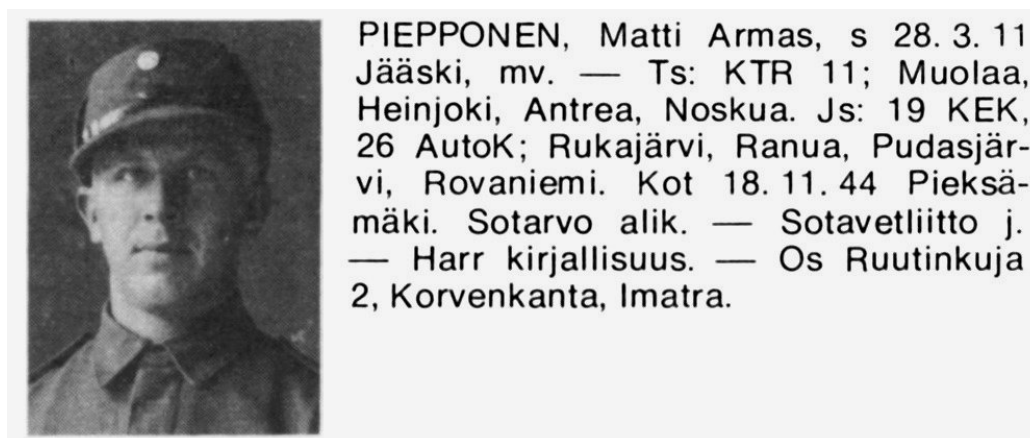 PIEPPONEN, Matti Armas, s 28. 3. 11
Jääski, mv. — Ts: KTR 11; Muolaa,
Heinjoki, Antrea, Noskua. Js: 19 KEK,
26 AutoK; Rukajärvi, Ranua, Pudasjär-
vi, Rovaniemi. Kot 18. 11. 44 Pieksä-
mäki. Sotarvo alik. — Sotavetliitto j.
— Harr kirjallisuus. — Os Ruutinkuja
2, Korvenkanta, Imatra.